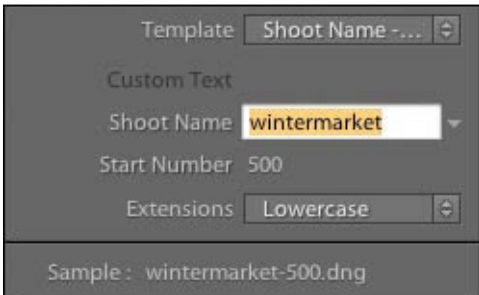 Template Shoot Name -...
Custom Text
Shoot Name wintermarket
Start Number 500
Extensions Lowercase
Sample : wintermarket-500.dng